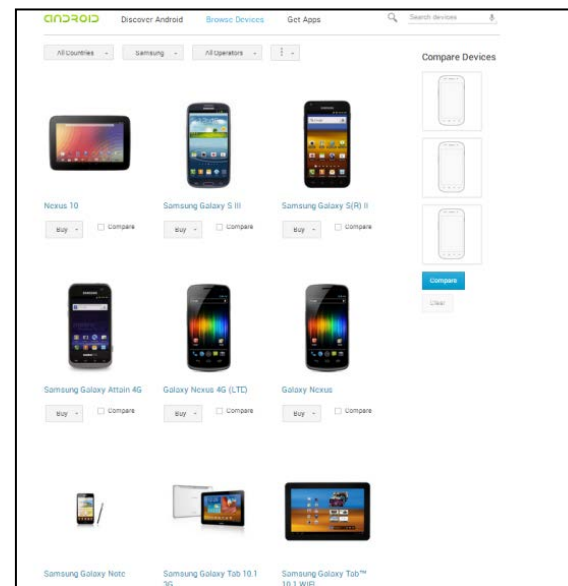 ANDROID Discover Android Browse Devices Get Apps Search devices
All Countries Samsung All Operators
Compare Devices
Nexus 10 Samsung Galaxy S III Samsung Galaxy S(R) II
Buy Compare Buy Compare Buy Compare
Compare
Clear
Samsung Galaxy Attain 4G Galaxy Nexus 4G (LTE) Galaxy Nexus
Buy Compare Buy Compare Buy Compare
Samsung Galaxy Note Samsung Galaxy Tab 10.1 Samsung Galaxy Tab™
3G 10.1 WIFI